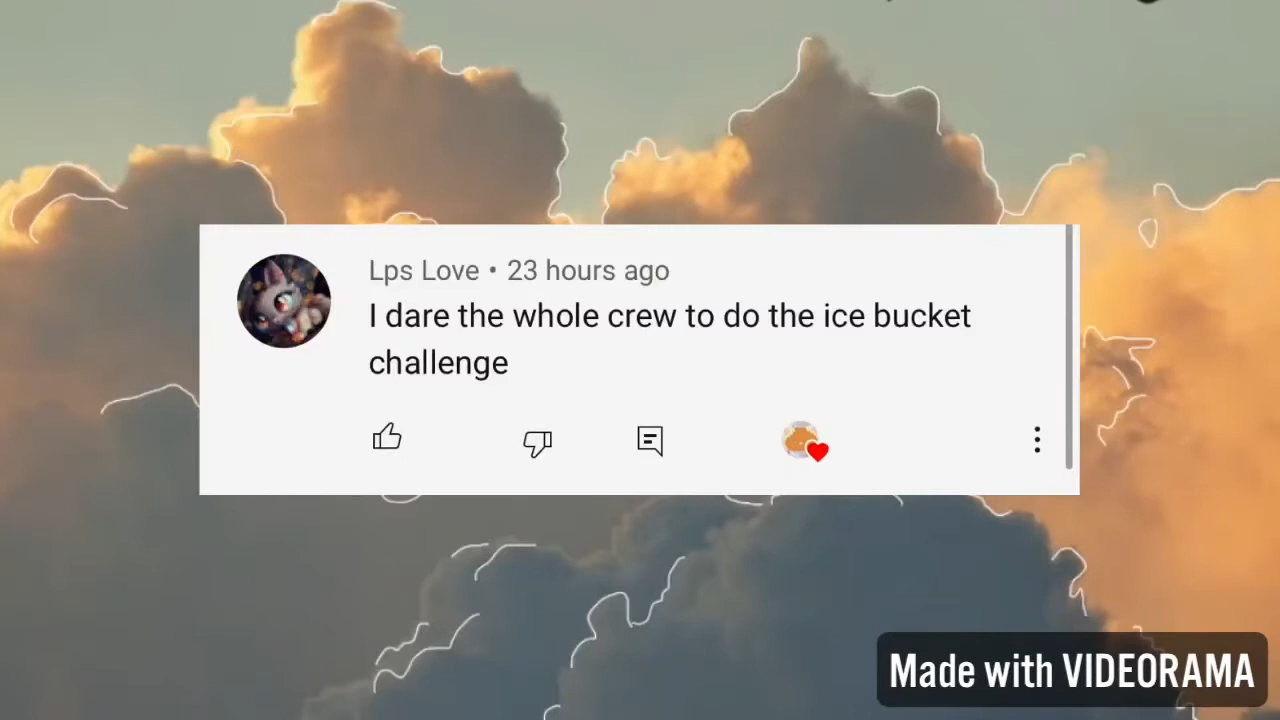 Lps Love • 23 hours ago
I dare the whole crew to do the ice bucket
challenge
Made with VIDEORAMA